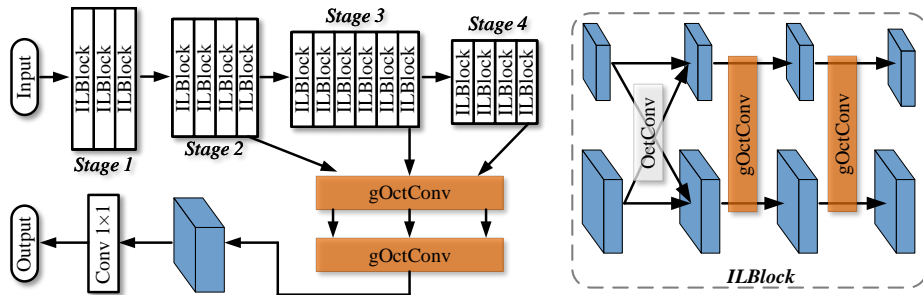 Input
Stage 1
ILBlock
ILBlock
ILBlock
Stage 2
ILBlock
ILBlock
ILBlock
ILBlock
Stage 3
ILBlock
ILBlock
ILBlock
ILBlock
ILBlock
ILBlock
Stage 4
ILBlock
ILBlock
ILBlock
ILBlock
gOctConv
gOctConv
Conv 1×1
Output
OctConv
gOctConv
gOctConv
ILBlock